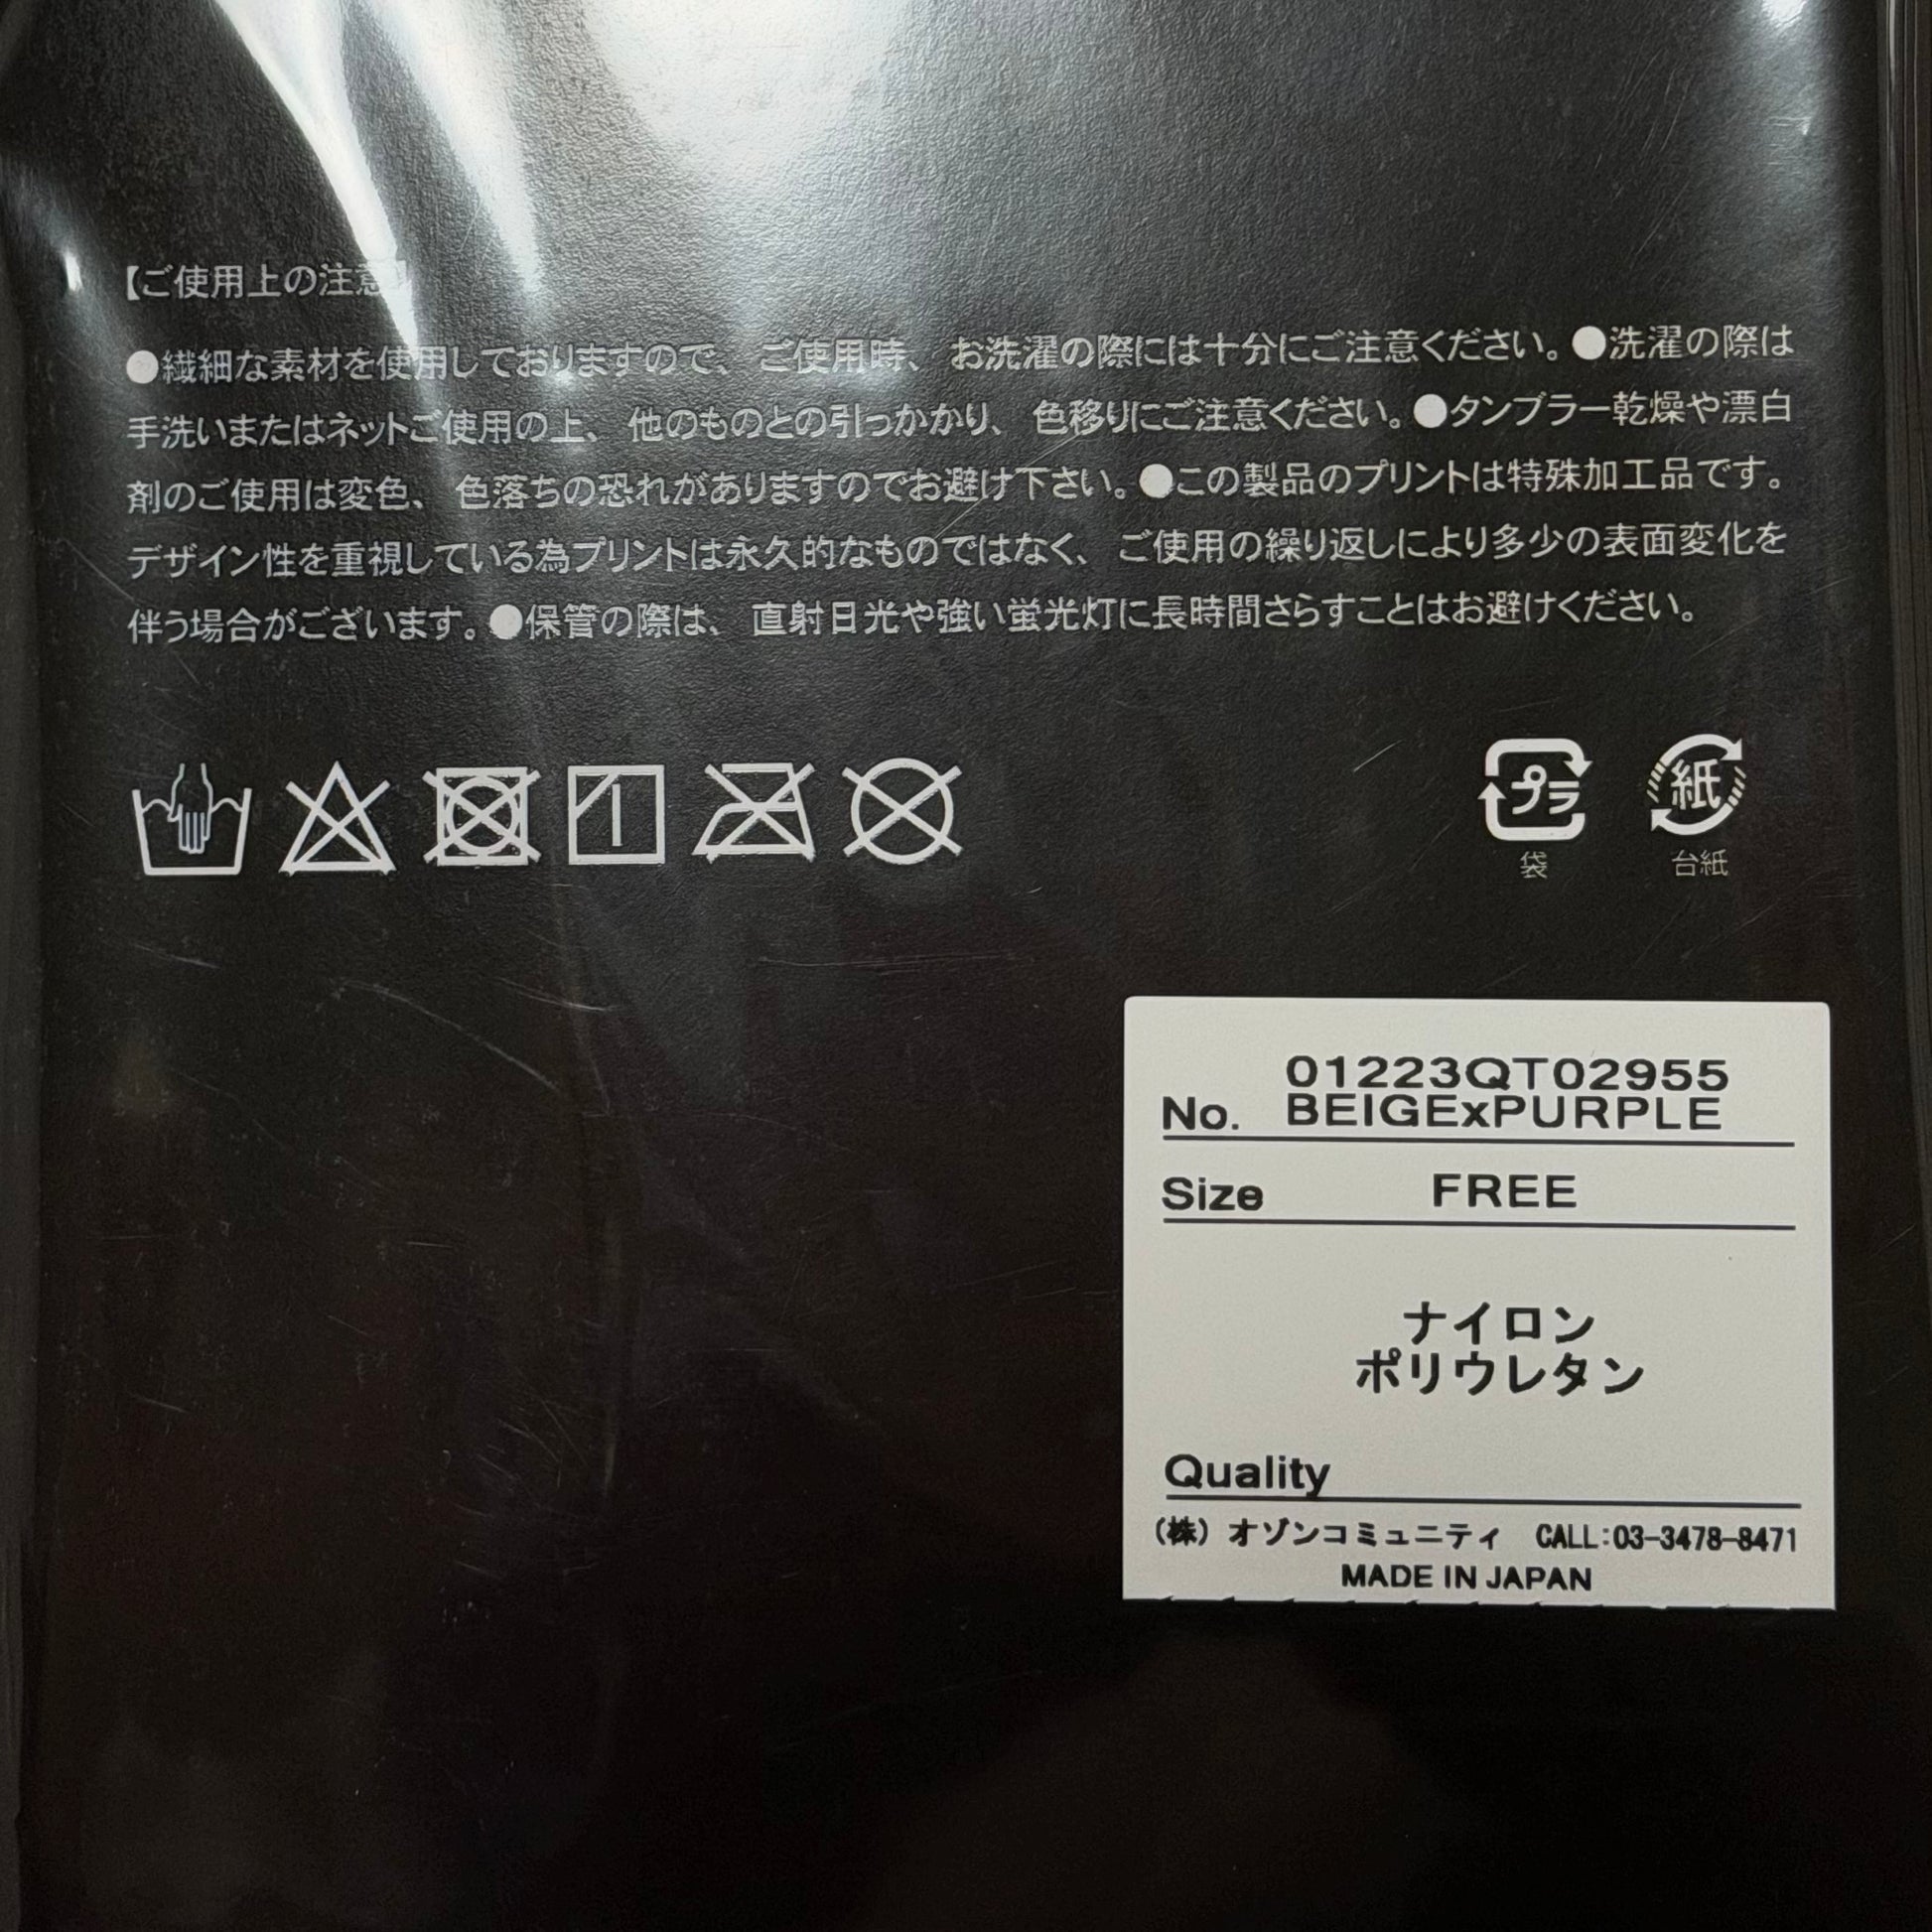 【ご使用上の注意】
●繊細な素材を使用しておりますので、ご使用時、お洗濯の際には十分にご注意ください。●洗濯の際は
手洗いまたはネットご使用の上、他のものとの引っかかり、色移りにご注意ください。●タンブラー乾燥や漂白
剤のご使用は変色、色落ちの恐れがありますのでお避け下さい。●この製品のプリントは特殊加工品です。
デザイン性を重視している為プリントは永久的なものではなく、ご使用の繰り返しにより多少の表面変化を
伴う場合がございます。●保管の際は、直射日光や強い蛍光灯に長時間さらすことはお避けください。
プラ
紙
袋
台紙
01223QT02955
No. BEIGExPURPLE
Size FREE
ナイロン
ポリウレタン
Quality
(株) オゾンコミュニティ CALL:03-3478-8471
MADE IN JAPAN